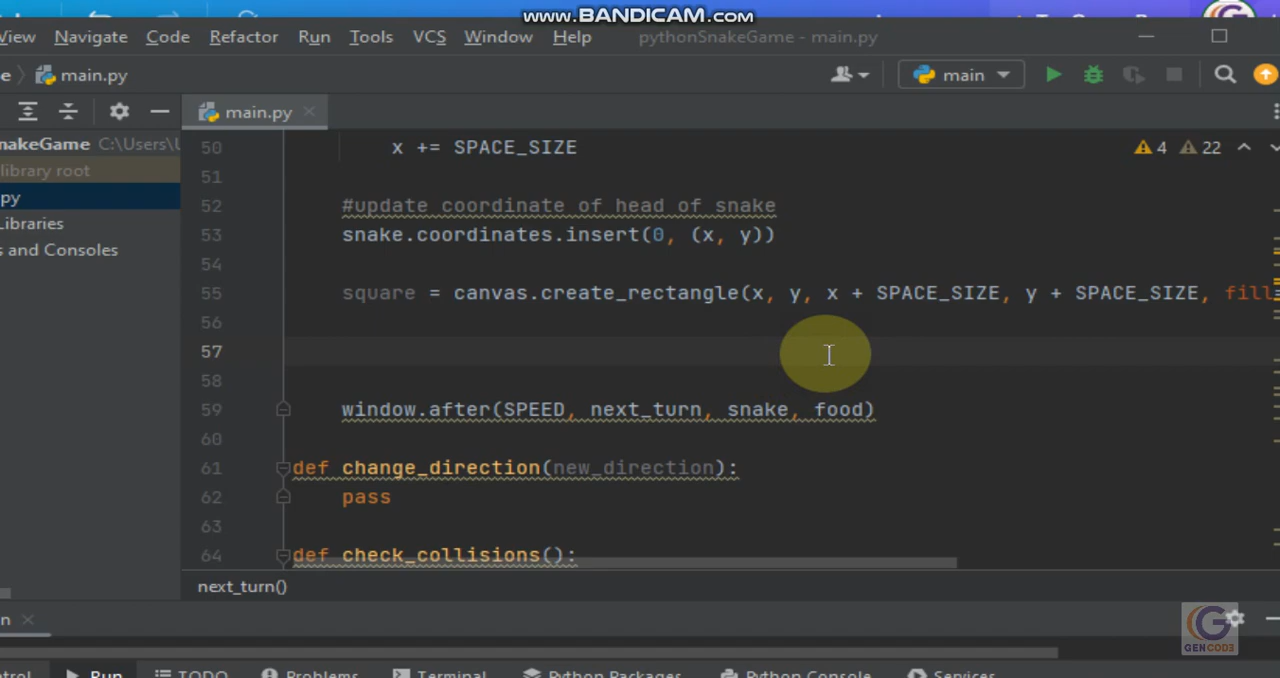 www.BANDICAM.com
View Navigate Code Refactor Run Tools VCS Window Help pythonSnakeGame - main.py
e main.py main
main.py
SnakeGame C:\Users\
library root
py
Libraries
s and Consoles
50 x += SPACE_SIZE 4 22
51
52 #update coordinate of head of snake
53 snake.coordinates.insert(0, (x, y))
54
55 square = canvas.create_rectangle(x, y, x + SPACE_SIZE, y + SPACE_SIZE, fill=
56
57
58
59 window.after(SPEED, next_turn, snake, food)
60
61 def change_direction(new_direction):
62 pass
63
64 def check_collisions():
next_turn()
n
GENCODE
trol Run TODO Problems Terminal Python Packages Python Console Services